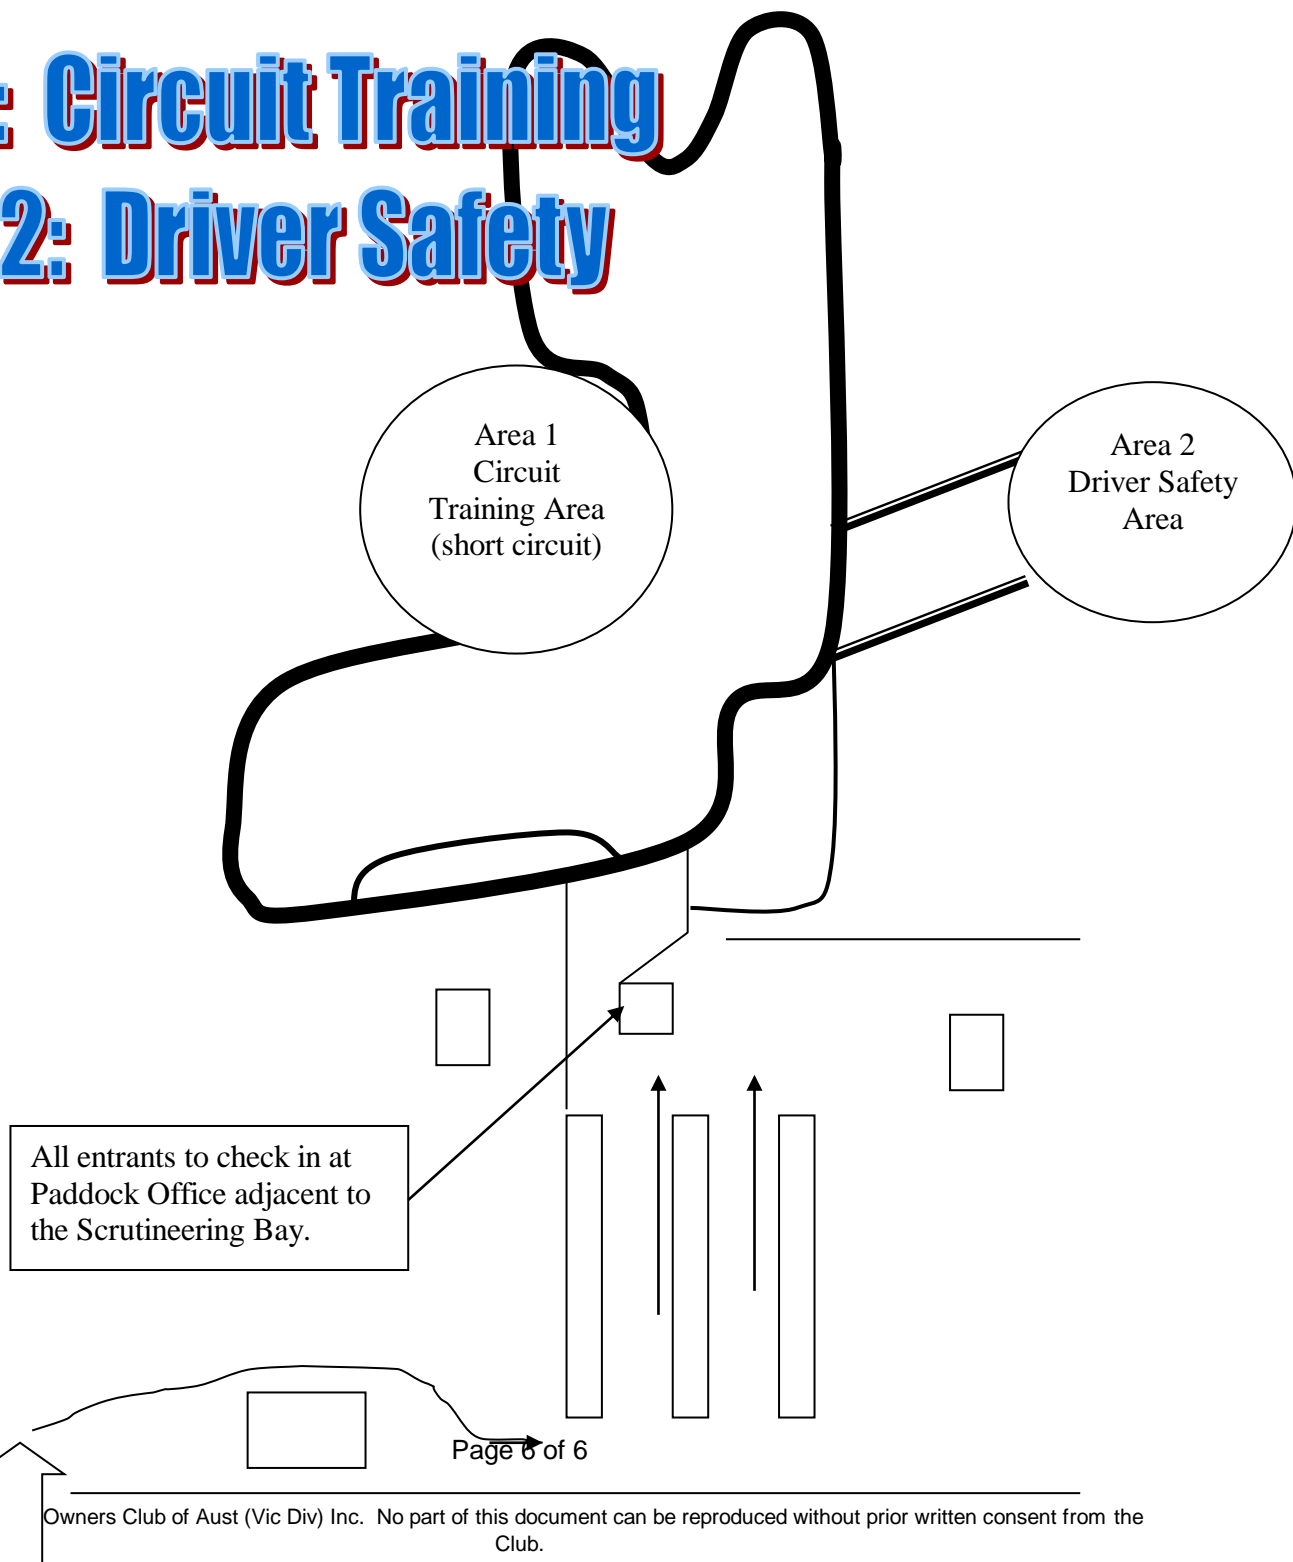 : Circuit Training
2: Driver Safety
Area 1
Circuit
Training Area
(short circuit)
Area 2
Driver Safety
Area
All entrants to check in at
Paddock Office adjacent to
the Scrutineering Bay.
Page 6 of 6
Owners Club of Aust (Vic Div) Inc.  No part of this document can be reproduced without prior written consent from the
Club.